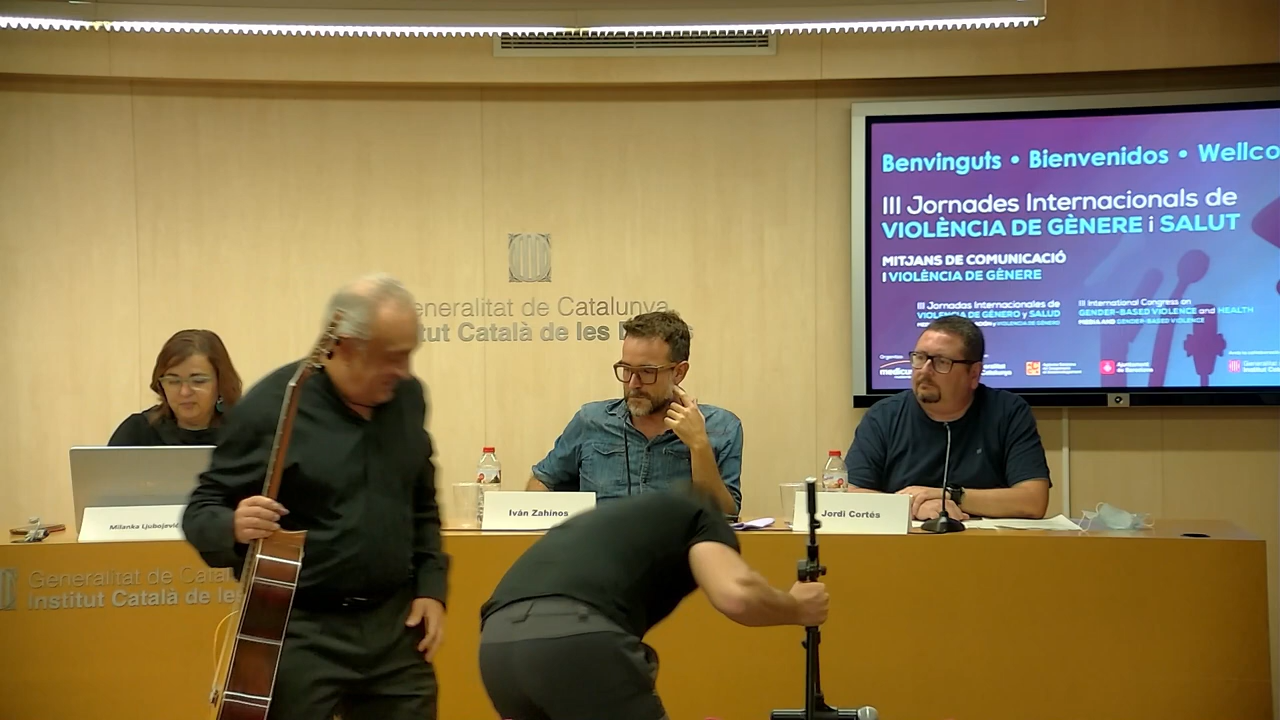 Benvinguts • Bienvenidos • Wellco
III Jornades Internacionals de
VIOLÈNCIA DE GÈNERE i SALUT
MITJANS DE COMUNICACIÓ
I VIOLÈNCIA DE GÈNERE
III Jornadas Internacionales de
VIOLENCIA DE GÉNERO y SALUD
III International Congress on
GENDER-BASED VIOLENCE and HEALTH
MEDIA AND GENDER-BASED VIOLENCE
eneralitat de Catalunya
titut Català de les
Milanka Ljubojević
Iván Zahínos
Jordi Cortés
Generalitat de Catal
Institut Català de les